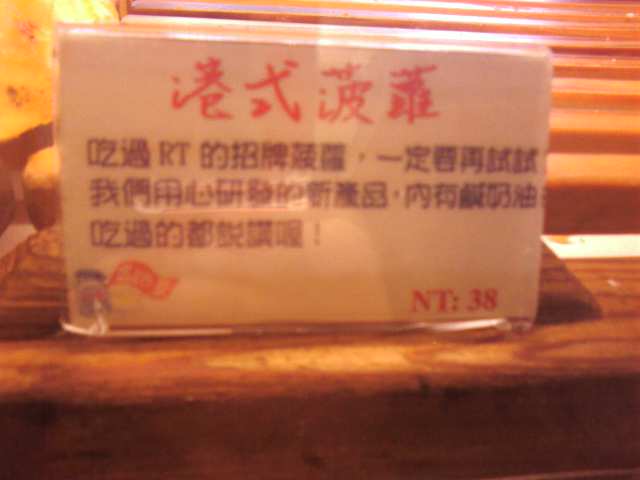 港式菠蘿
吃過 RT 的招牌菠蘿，一定要再試試
我們用心研發的新產品，內有鹹奶油
吃過的都說讚喔！
NT: 38